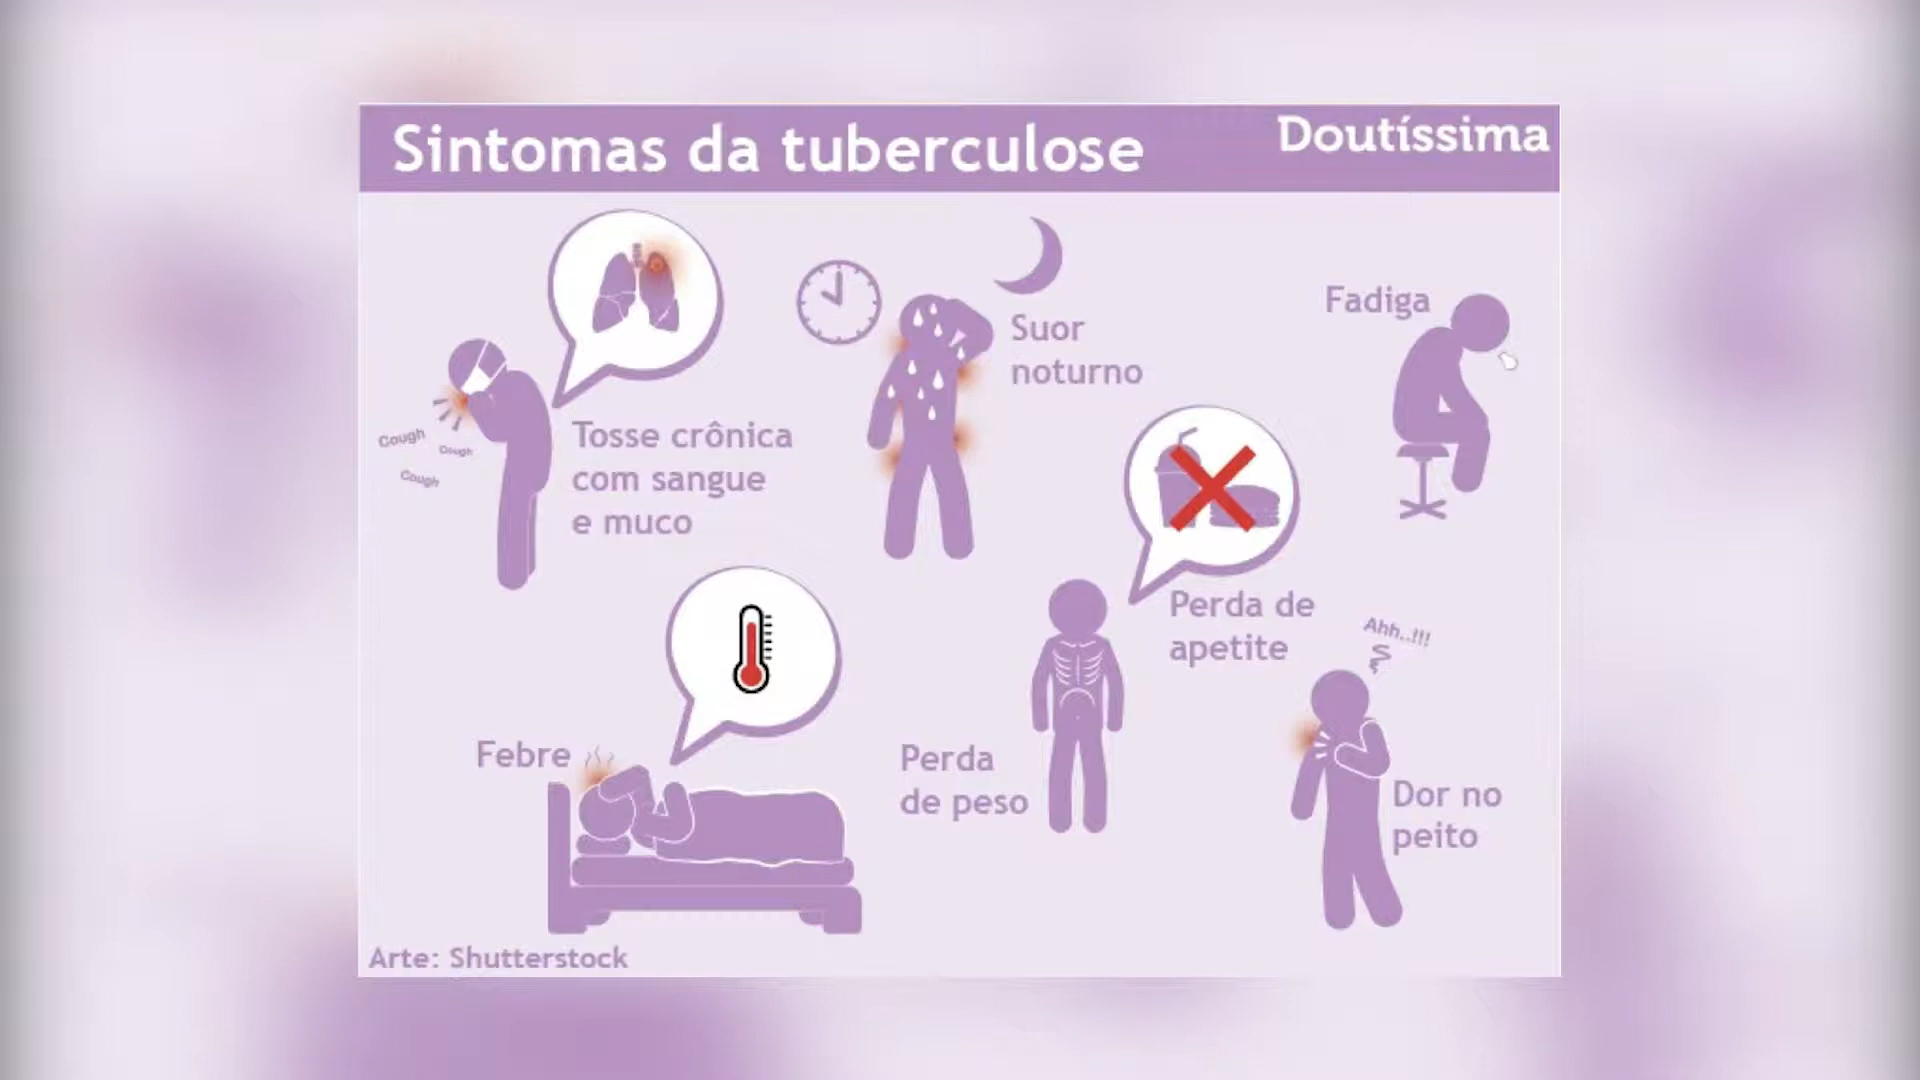 Sintomas da tuberculose
Doutíssima
Tosse crônica
com sangue
e muco
Cough
Cough
Cough
Suor
noturno
Fadiga
Perda de
apetite
Febre
Perda
de peso
Ahh..!!!
Dor no
peito
Arte: Shutterstock